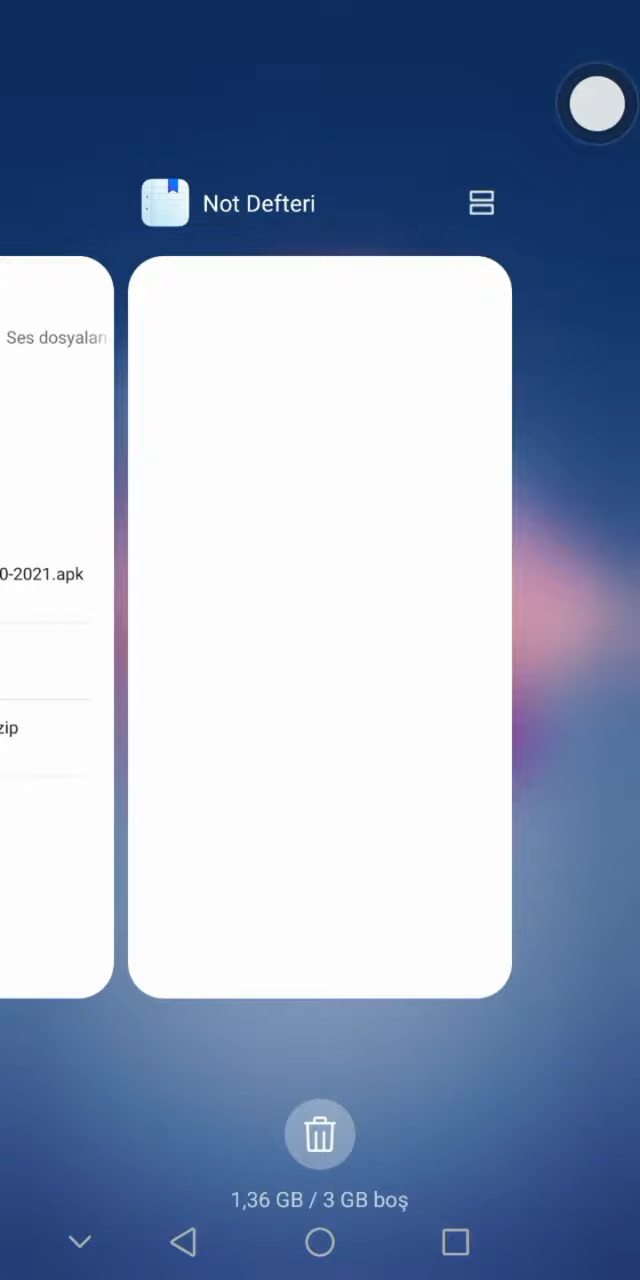 Not Defteri
Ses dosyaları
0-2021.apk
zip
1,36 GB / 3 GB boş